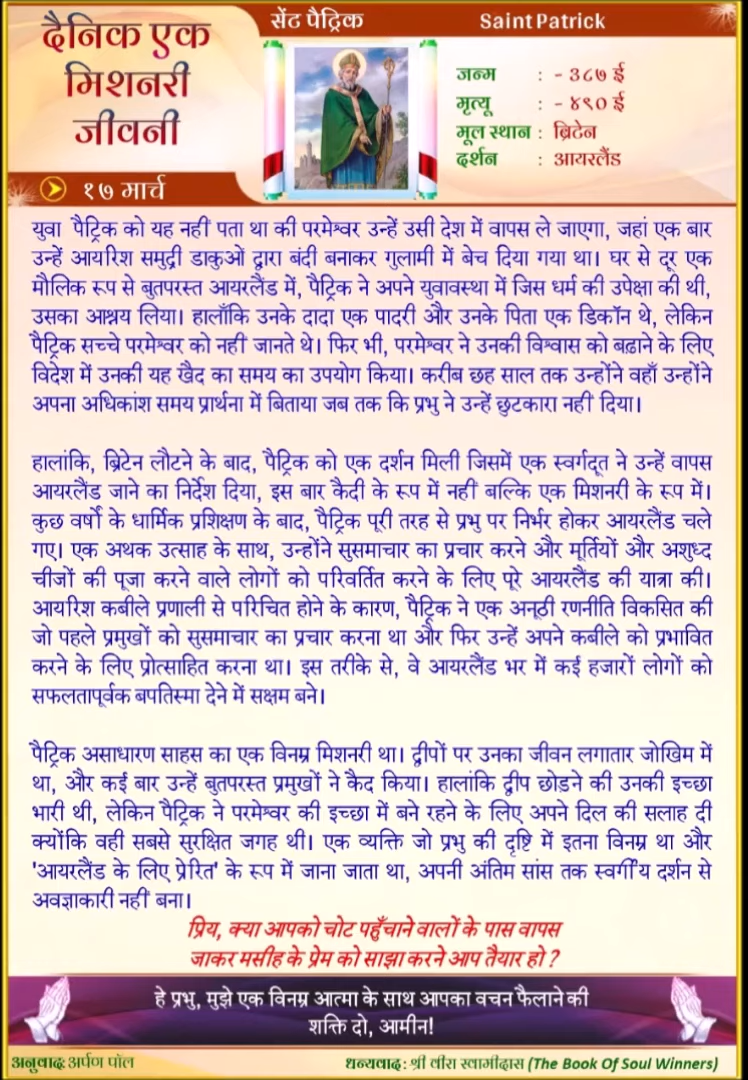 दैनिक एक
मिशनरी
जीवनी
१७ मार्च
सेंट पैट्रिक Saint Patrick
जन्म : - ३८७ ई
मृत्यू : - ४९० ई
मूल स्थान : ब्रिटेन
दर्शन : आयरलैंड
युवा पैट्रिक को यह नहीं पता था की परमेश्वर उन्हें उसी देश में वापस ले जाएगा, जहां एक बार
उन्हें आयरिश समुद्री डाकुओं द्वारा बंदी बनाकर गुलामी में बेच दिया गया था। घर से दूर एक
मौलिक रूप से बुतपरस्त आयरलैंड में, पैट्रिक ने अपने युवावस्था में जिस धर्म की उपेक्षा की थी,
उसका आश्रय लिया। हालाँकि उनके दादा एक पादरी और उनके पिता एक डिकॉन थे, लेकिन
पैट्रिक सच्चे परमेश्वर को नहीं जानते थे। फिर भी, परमेश्वर ने उनकी विश्वास को बढाने के लिए
विदेश में उनकी यह खैद का समय का उपयोग किया। करीब छह साल तक उन्होंने वहाँ उन्होंने
अपना अधिकांश समय प्रार्थना में बिताया जब तक कि प्रभु ने उन्हें छुटकारा नहीं दिया।
हालांकि, ब्रिटेन लौटने के बाद, पैट्रिक को एक दर्शन मिली जिसमें एक स्वर्गदूत ने उन्हें वापस
आयरलैंड जाने का निर्देश दिया, इस बार कैदी के रूप में नहीं बल्कि एक मिशनरी के रूप में।
कुछ वर्षों के धार्मिक प्रशिक्षण के बाद, पैट्रिक पूरी तरह से प्रभु पर निर्भर होकर आयरलैंड चले
गए। एक अथक उत्साह के साथ, उन्होंने सुसमाचार का प्रचार करने और मूर्तियों और अशुध्द
चीजों की पूजा करने वाले लोगों को परिवर्तित करने के लिए पूरे आयरलैंड की यात्रा की।
आयरिश कबीले प्रणाली से परिचित होने के कारण, पैट्रिक ने एक अनूठी रणनीति विकसित की
जो पहले प्रमुखों को सुसमाचार का प्रचार करना था और फिर उन्हें अपने कबीले को प्रभावित
करने के लिए प्रोत्साहित करना था। इस तरीके से, वे आयरलैंड भर में कई हजारों लोगों को
सफलतापूर्वक बपतिस्मा देने में सक्षम बने।
पैट्रिक असाधारण साहस का एक विनम्र मिशनरी था। द्वीपों पर उनका जीवन लगातार जोखिम में
था, और कई बार उन्हें बुतपरस्त प्रमुखों ने कैद किया। हालांकि द्वीप छोडने की उनकी इच्छा
भारी थी, लेकिन पैट्रिक ने परमेश्वर की इच्छा में बने रहने के लिए अपने दिल की सलाह दी
क्योंकि वही सबसे सुरक्षित जगह थी। एक व्यक्ति जो प्रभु की दृष्टि में इतना विनम्र था और
'आयरलैंड के लिए प्रेरित' के रूप में जाना जाता था, अपनी अंतिम सांस तक स्वर्गीय दर्शन से
अवज्ञाकारी नहीं बना।
प्रिय, क्या आपको चोट पहुँचाने वालों के पास वापस
जाकर मसीह के प्रेम को साझा करने आप तैयार हो ?
हे प्रभु, मुझे एक विनम्र आत्मा के साथ आपका वचन फैलाने की
शक्ति दो, आमीन!
अनुवाद: अर्पण पॉल धन्यवाद : श्री वीरा स्वामीदास (The Book Of Soul Winners)